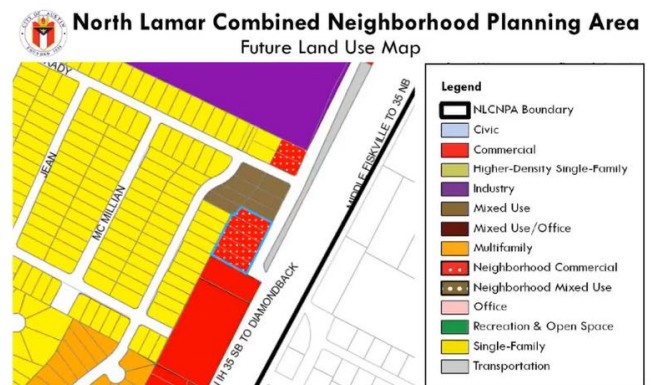 North Lamar Combined Neighborhood Planning Area
Future Land Use Map
RADY
JEAN
MC MILLIAN
MIDDLE FISKVILLE TO 35 NB
IH 35 SB TO DIAMONDBACK
Legend
NLCNPA Boundary
Civic
Commercial
Higher-Density Single-Family
Industry
Mixed Use
Mixed Use/Office
Multifamily
Neighborhood Commercial
Neighborhood Mixed Use
Office
Recreation & Open Space
Single-Family
Transportation